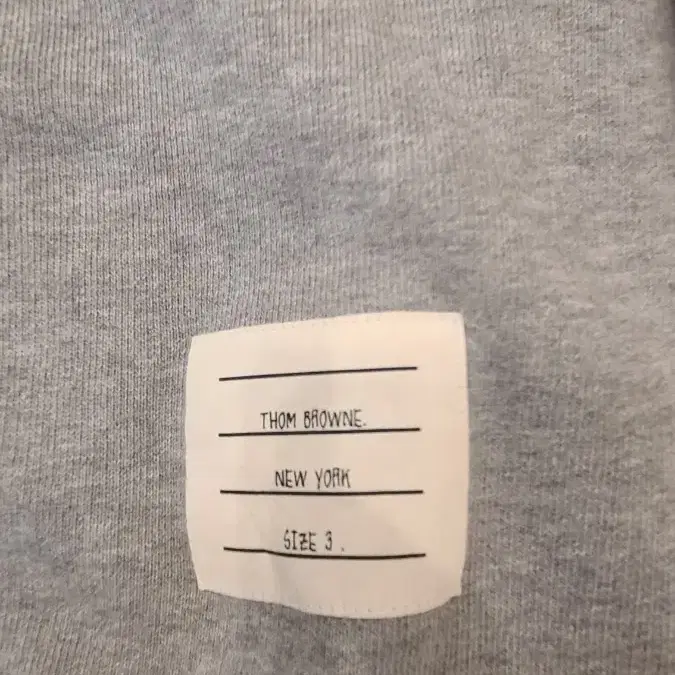 THOM BROWNE.
NEW YORK
SIZE 3 .